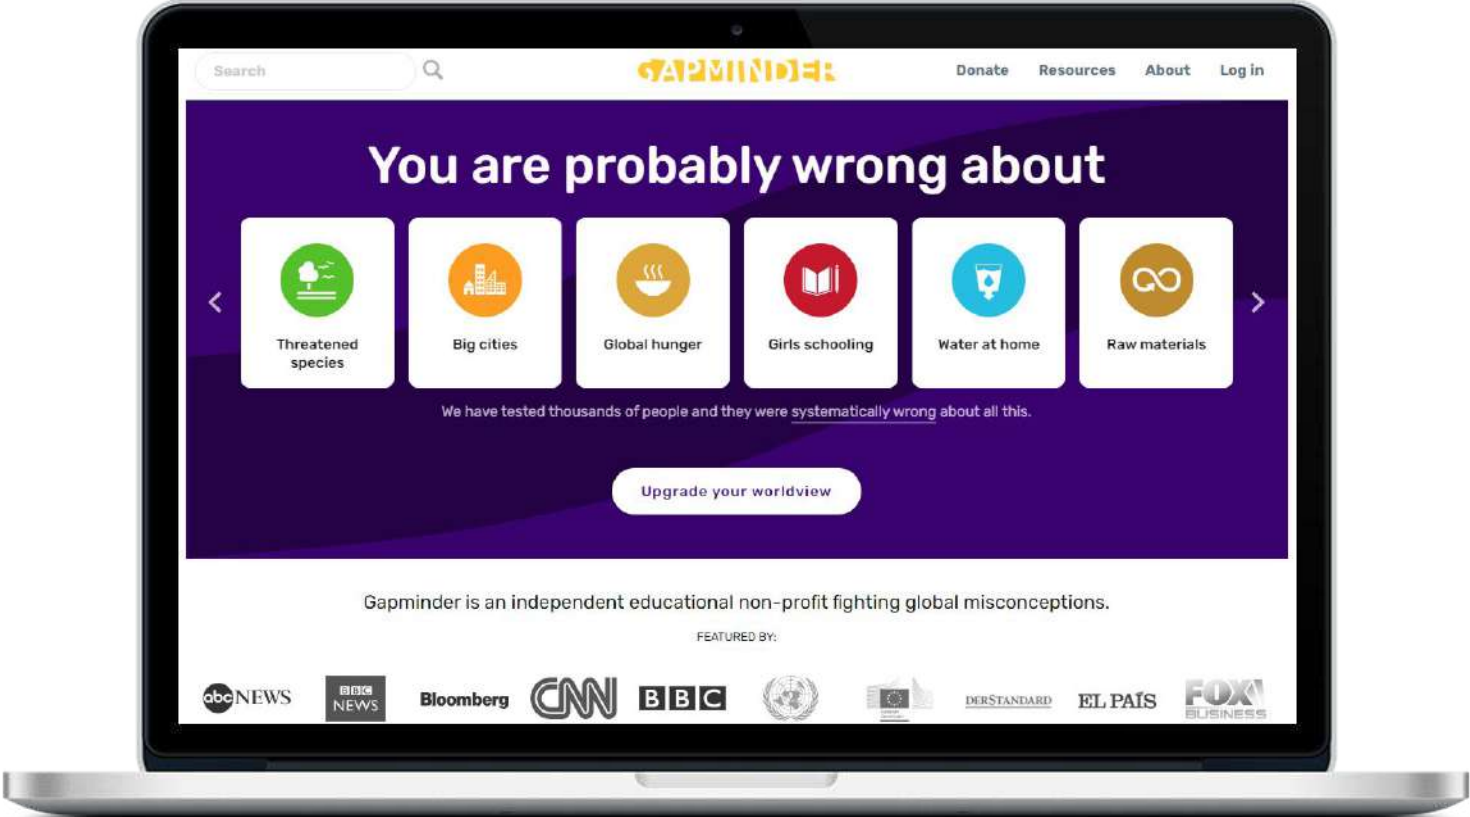 Search
GAPMINDER
Donate Resources About Log in
You are probably wrong about
Threatened
species
Big cities
Global hunger
Girls schooling
Water at home
Raw materials
We have tested thousands of people and they were systematically wrong about all this.
Upgrade your worldview
Gapminder is an independent educational non-profit fighting global misconceptions.
FEATURED BY:
abc NEWS
BBC
NEWS
Bloomberg
CNN
BBC
DERSTANDARD
EL PAÍS
FOX
BUSINESS